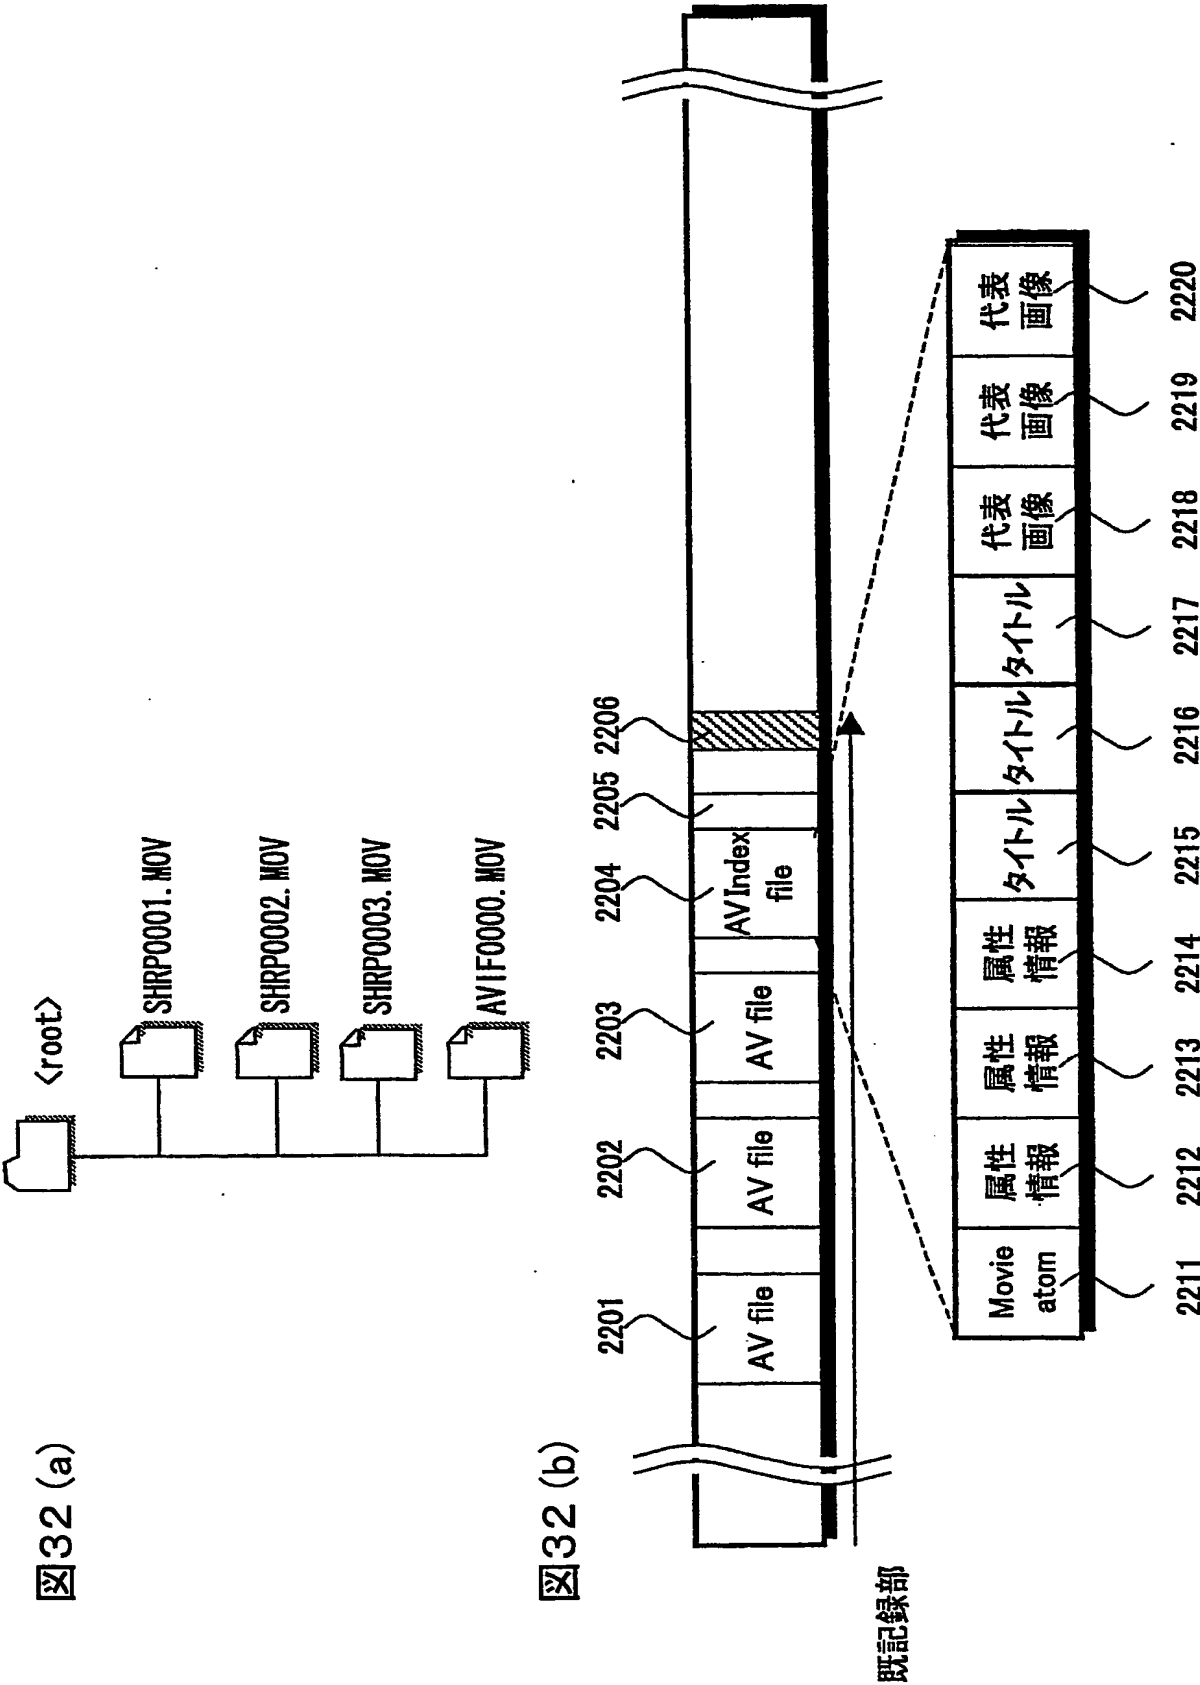 図32 (a)
<root>
SHRP0001.MOV
SHRP0002.MOV
SHRP0003.MOV
AVIF0000.MOV
図32 (b)
2201
2202
2203
2204
2205
2206
AV file
AV file
AV file
AVIndex
file
既記録部
Movie
atom
属性
情報
属性
情報
属性
情報
タイトル
タイトル
タイトル
代表
画像
代表
画像
代表
画像
2211
2212
2213
2214
2215
2216
2217
2218
2219
2220